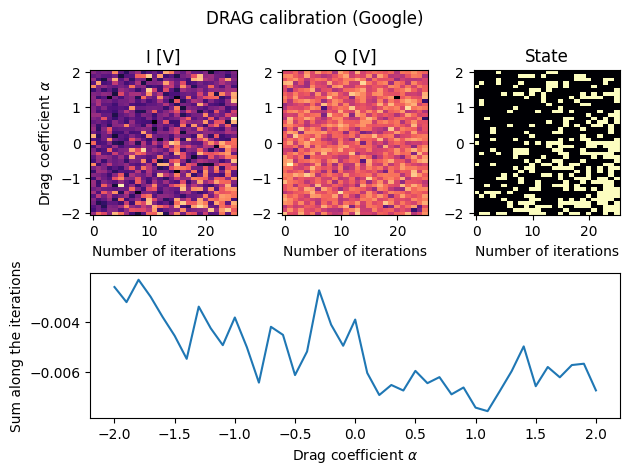 DRAG calibration (Google)
I [V]
Q [V]
State
Drag coefficient α
2
1
0
−1
−2
2
1
0
−1
−2
2
1
0
−1
−2
0 10 20
0 10 20
0 10 20
Number of iterations
Number of iterations
Number of iterations
Sum along the iterations
−0.004
−0.006
−2.0 −1.5 −1.0 −0.5 0.0 0.5 1.0 1.5 2.0
Drag coefficient α